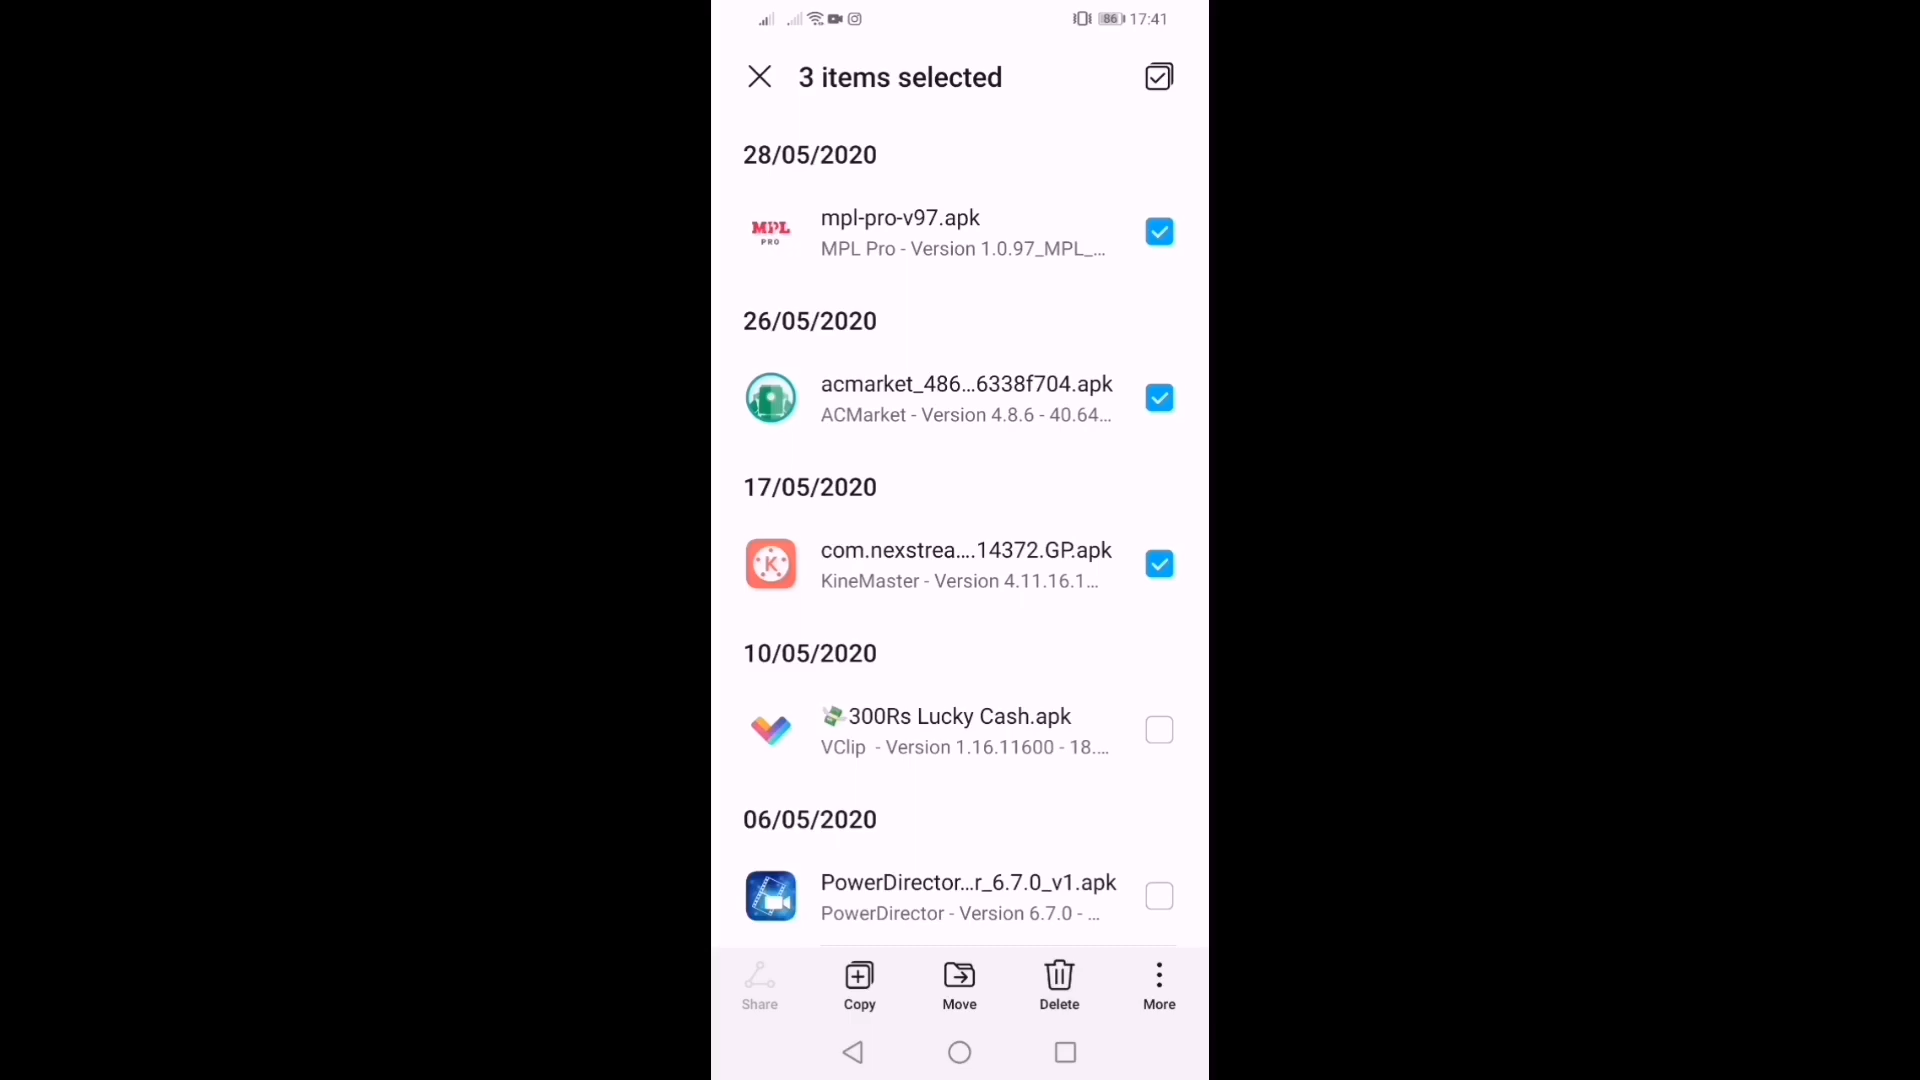 86 17:41
3 items selected
28/05/2020
MPL PRO
mpl-pro-v97.apk
MPL Pro - Version 1.0.97_MPL_...
26/05/2020
acmarket_486...6338f704.apk
ACMarket - Version 4.8.6 - 40.64...
17/05/2020
K
com.nexstrea....14372.GP.apk
KineMaster - Version 4.11.16.1...
10/05/2020
💸300Rs Lucky Cash.apk
VClip - Version 1.16.11600 - 18....
06/05/2020
PowerDirector...r_6.7.0_v1.apk
PowerDirector - Version 6.7.0 - ...
Share Copy Move Delete More